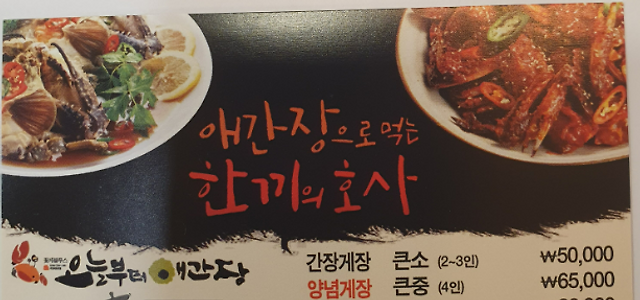 애간장으로 먹는
한끼의 호사
오늘부터애간장
간장게장 큰소 (2~3인) ₩50,000
양념게장 큰중 (4인) ₩65,000